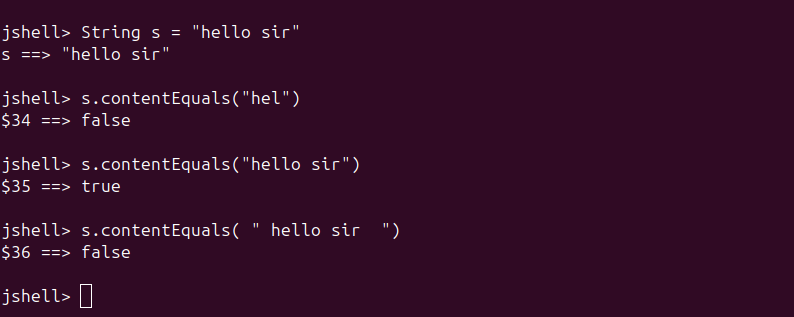 jshell> String s = "hello sir"
s ==> "hello sir"
jshell> s.contentEquals("hel")
$34 ==> false
jshell> s.contentEquals("hello sir")
$35 ==> true
jshell> s.contentEquals( " hello sir  ")
$36 ==> false
jshell>